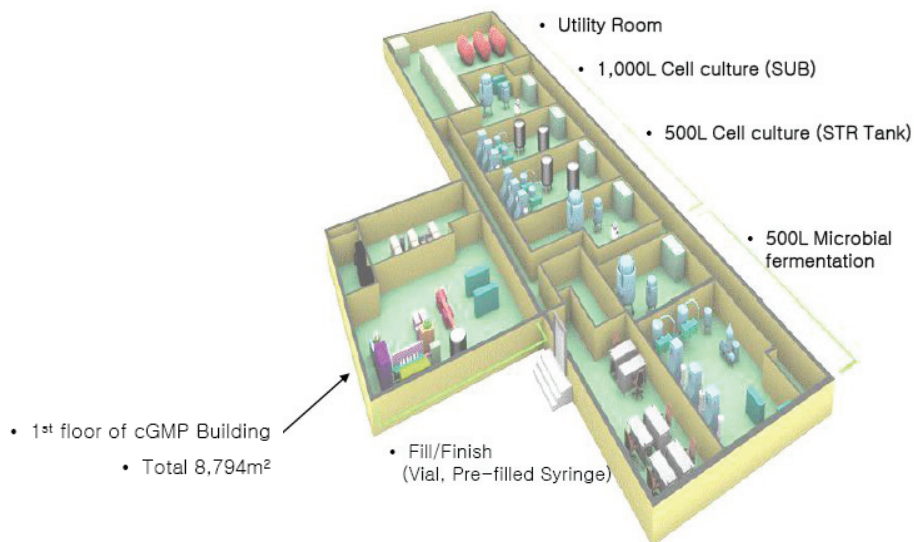 • Utility Room
• 1,000L Cell culture (SUB)
• 500L Cell culture (STR Tank)
• 500L Microbial
fermentation
• 1st floor of cGMP Building
• Total 8,794m²
• Fill/Finish
(Vial, Pre-filled Syringe)